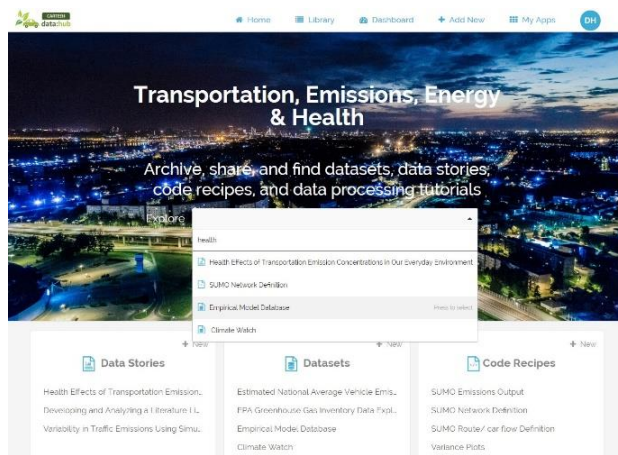 CARTEEH
data:hub
Home
Library
Dashboard
Add New
My Apps
DH
Transportation, Emissions, Energy
& Health
Archive, share, and find datasets, data stories,
code recipes, and data processing tutorials
Explore
health
Health Effects of Transportation Emission Concentrations in Our Everyday Environment
SUMO Network Definition
Empirical Model Database
Press to select
Climate Watch
+ New
Data Stories
Health Effects of Transportation Emission...
Developing and Analyzing a Literature Li...
Variability in Traffic Emissions Using Simu...
+ New
Datasets
Estimated National Average Vehicle Emis...
EPA Greenhouse Gas Inventory Data Expl...
Empirical Model Database
Climate Watch
+ New
Code Recipes
SUMO Emissions Output
SUMO Network Definition
SUMO Route/ car flow Definition
Variance Plots